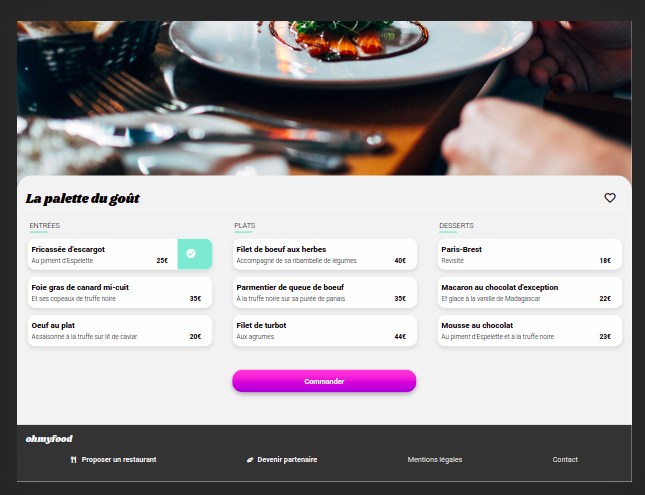 La palette du goût
ENTRÉES
Fricassée d'escargot
Au piment d'Espelette 25€
Foie gras de canard mi-cuit
Et ses copeaux de truffe noire 35€
Oeuf au plat
Assaisonné à la truffe sur lit de caviar 20€
PLATS
Filet de boeuf aux herbes
Accompagné de sa ribambelle de légumes 40€
Parmentier de queue de boeuf
À la truffe noire sur sa purée de panais 35€
Filet de turbot
Aux agrumes 44€
DESSERTS
Paris-Brest
Revisité 18€
Macaron au chocolat d'exception
Et glace à la vanille de Madagascar 22€
Mousse au chocolat
Au piment d'Espelette et à la truffe noire 23€
Commander
ohmyfood
Proposer un restaurant Devenir partenaire Mentions légales Contact